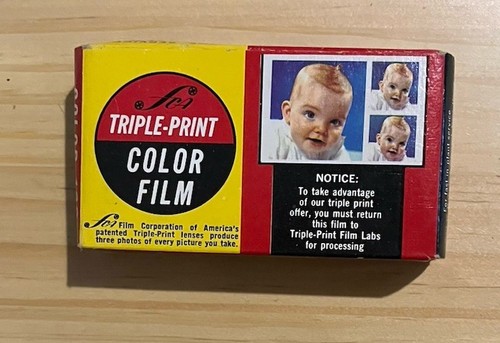 fca
TRIPLE-PRINT
COLOR
FILM
fca Film Corporation of America's
patented Triple-Print lenses produce
three photos of every picture you take.
NOTICE:
To take advantage
of our triple print
offer, you must return
this film to
Triple-Print Film Labs
for processing